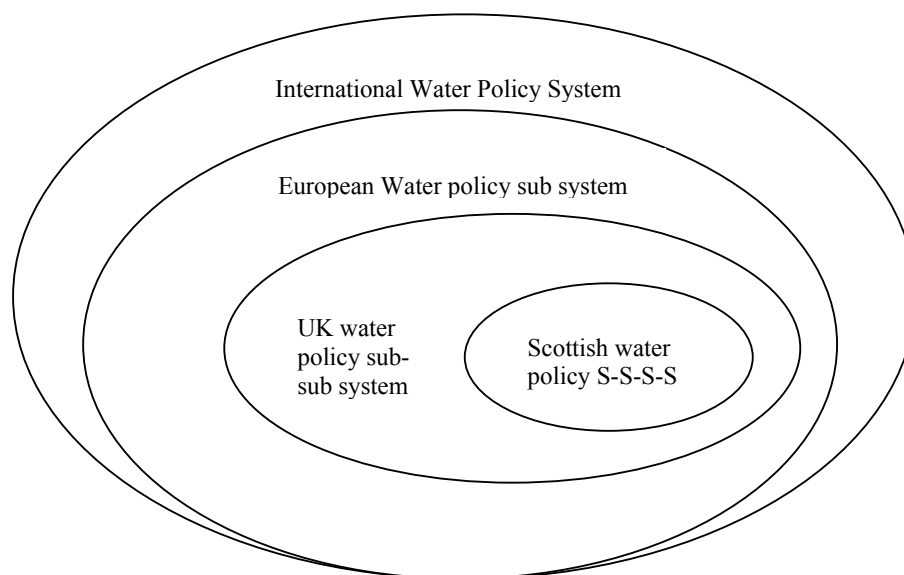 International Water Policy System
European Water policy sub system
UK water
policy sub-
sub system
Scottish water
policy S-S-S-S